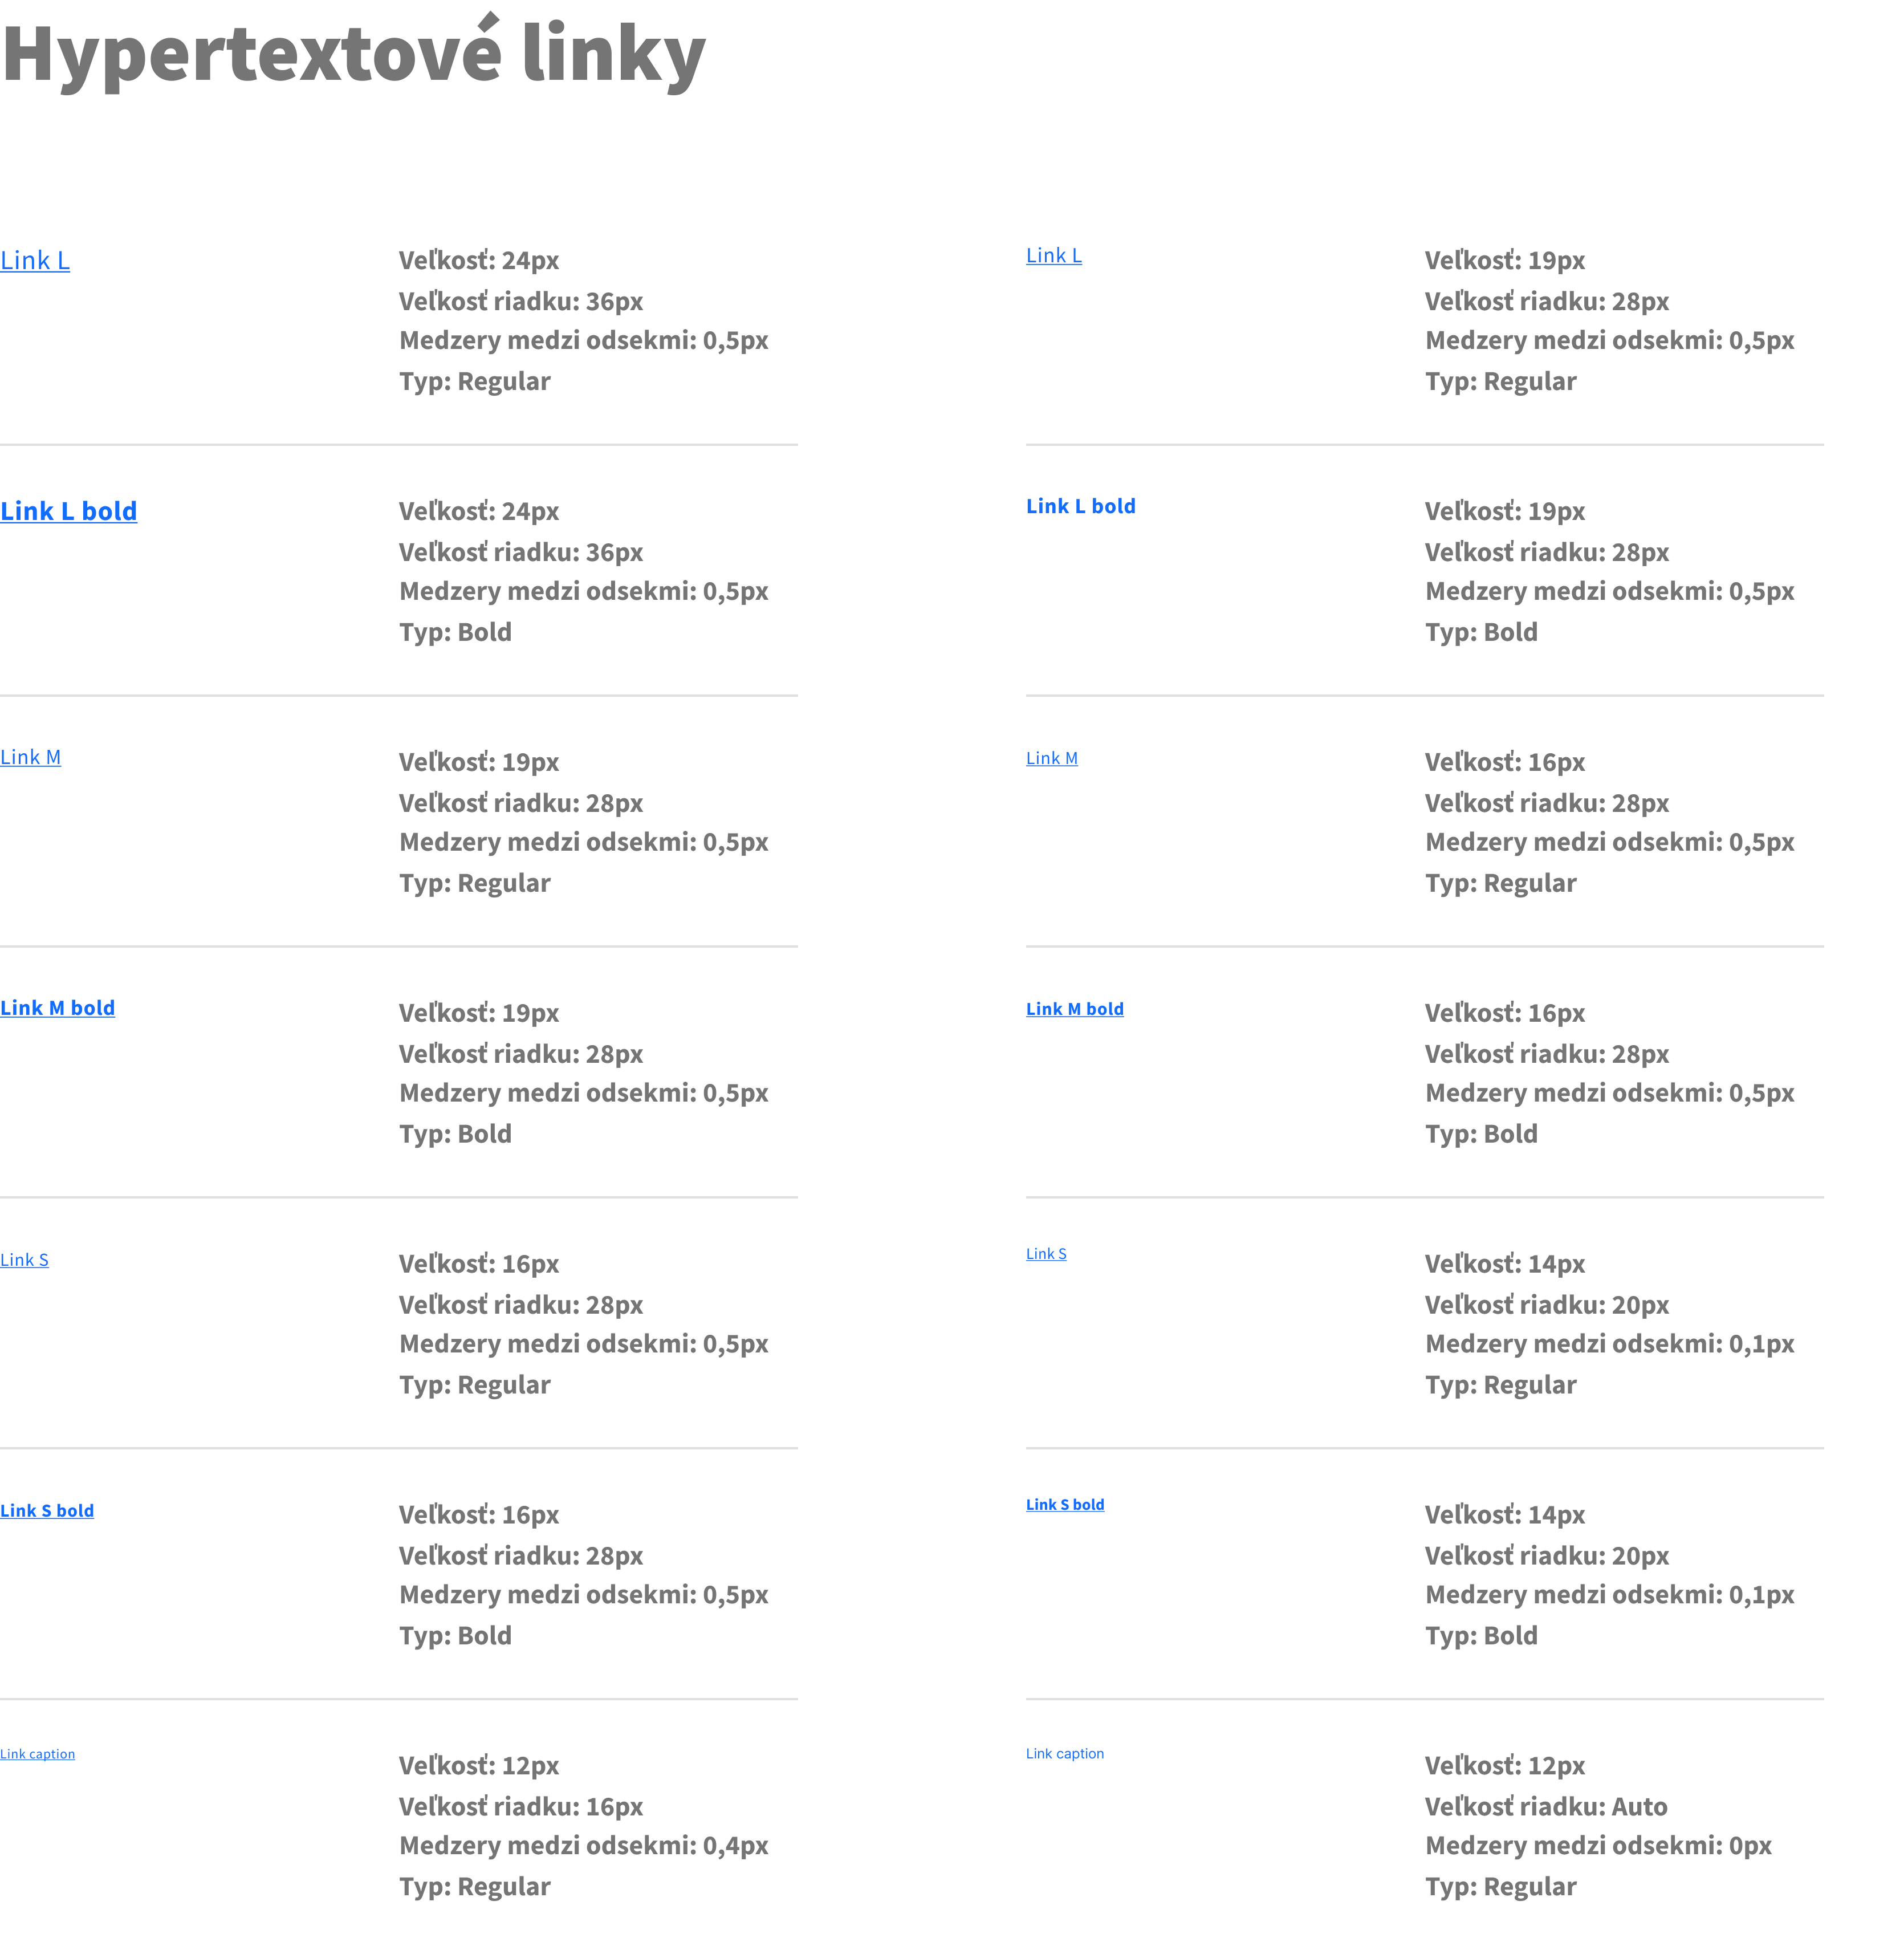 Hypertextové linky
Link L
Veľkosť: 24px
Veľkosť riadku: 36px
Medzery medzi odsekmi: 0,5px
Typ: Regular
Link L
Veľkosť: 19px
Veľkosť riadku: 28px
Medzery medzi odsekmi: 0,5px
Typ: Regular
Link L bold
Veľkosť: 24px
Veľkosť riadku: 36px
Medzery medzi odsekmi: 0,5px
Typ: Bold
Link L bold
Veľkosť: 19px
Veľkosť riadku: 28px
Medzery medzi odsekmi: 0,5px
Typ: Bold
Link M
Veľkosť: 19px
Veľkosť riadku: 28px
Medzery medzi odsekmi: 0,5px
Typ: Regular
Link M
Veľkosť: 16px
Veľkosť riadku: 28px
Medzery medzi odsekmi: 0,5px
Typ: Regular
Link M bold
Veľkosť: 19px
Veľkosť riadku: 28px
Medzery medzi odsekmi: 0,5px
Typ: Bold
Link M bold
Veľkosť: 16px
Veľkosť riadku: 28px
Medzery medzi odsekmi: 0,5px
Typ: Bold
Link S
Veľkosť: 16px
Veľkosť riadku: 28px
Medzery medzi odsekmi: 0,5px
Typ: Regular
Link S
Veľkosť: 14px
Veľkosť riadku: 20px
Medzery medzi odsekmi: 0,1px
Typ: Regular
Link S bold
Veľkosť: 16px
Veľkosť riadku: 28px
Medzery medzi odsekmi: 0,5px
Typ: Bold
Link S bold
Veľkosť: 14px
Veľkosť riadku: 20px
Medzery medzi odsekmi: 0,1px
Typ: Bold
Link caption
Veľkosť: 12px
Veľkosť riadku: 16px
Medzery medzi odsekmi: 0,4px
Typ: Regular
Link caption
Veľkosť: 12px
Veľkosť riadku: Auto
Medzery medzi odsekmi: 0px
Typ: Regular